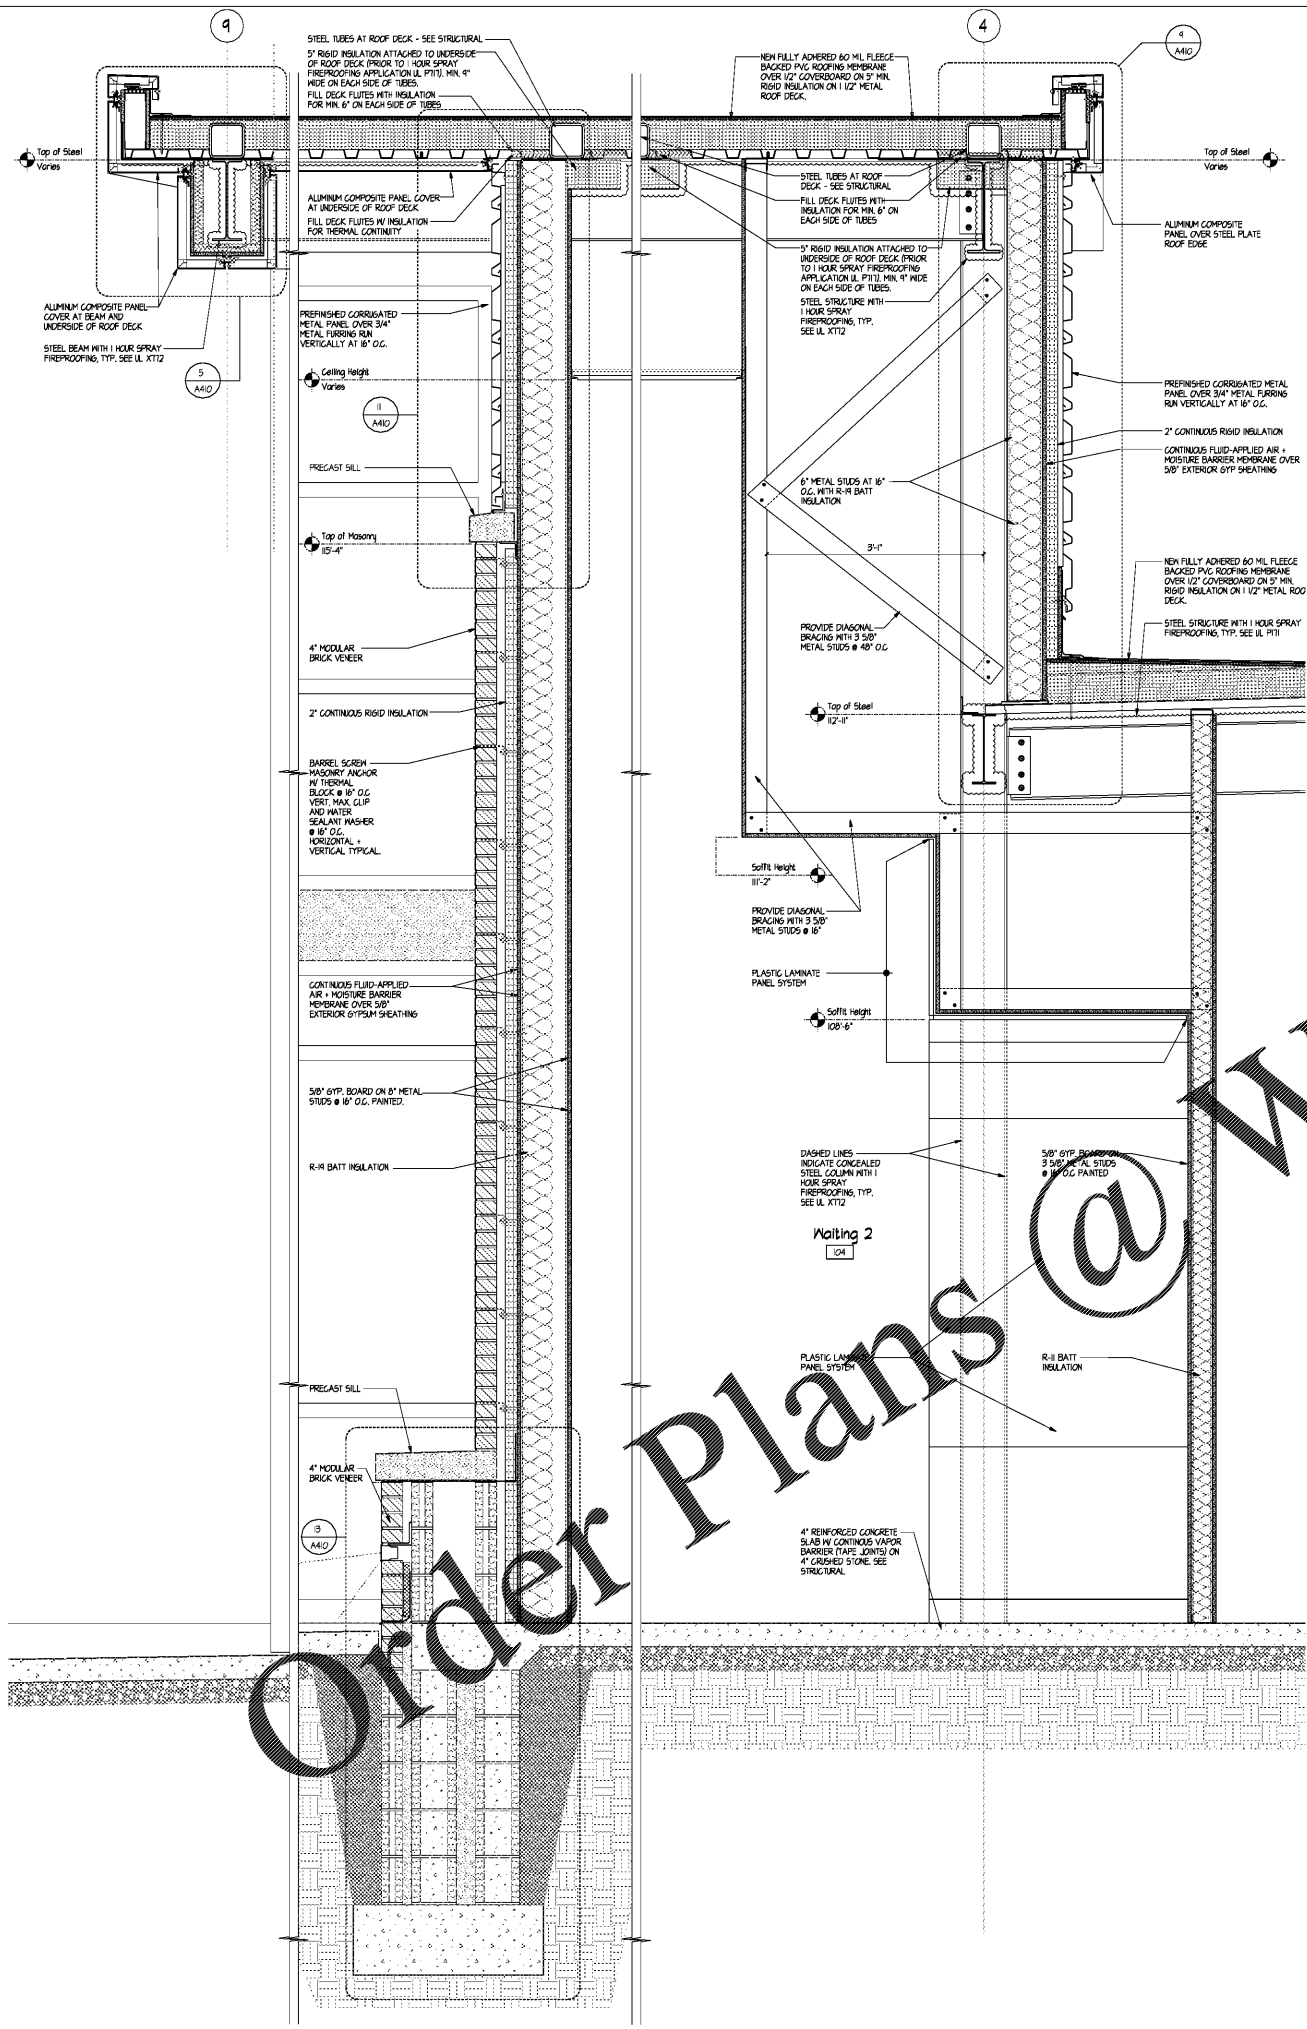 9
4
9
A410
STEEL TUBES AT ROOF DECK - SEE STRUCTURAL
5" RIGID INSULATION ATTACHED TO UNDERSIDE
OF ROOF DECK (PRIOR TO 1 HOUR SPRAY
FIREPROOFING APPLICATION UL P717). MIN. 9"
WIDE ON EACH SIDE OF TUBES.
FILL DECK FLUTES WITH INSULATION
FOR MIN. 6" ON EACH SIDE OF TUBES
NEW FULLY ADHERED 60 MIL FLEECE
BACKED PVC ROOFING MEMBRANE
OVER 1/2" COVERBOARD ON 5" MIN.
RIGID INSULATION ON 1 1/2" METAL
ROOF DECK.
Top of Steel
Varies
Top of Steel
Varies
STEEL TUBES AT ROOF
DECK - SEE STRUCTURAL
FILL DECK FLUTES WITH
INSULATION FOR MIN. 6" ON
EACH SIDE OF TUBES
ALUMINUM COMPOSITE PANEL COVER
AT UNDERSIDE OF ROOF DECK
FILL DECK FLUTES W/ INSULATION
FOR THERMAL CONTINUITY
ALUMINUM COMPOSITE
PANEL OVER STEEL PLATE
ROOF EDGE
5" RIGID INSULATION ATTACHED TO
UNDERSIDE OF ROOF DECK (PRIOR
TO 1 HOUR SPRAY FIREPROOFING
APPLICATION UL P717). MIN. 9" WIDE
ON EACH SIDE OF TUBES.
STEEL STRUCTURE WITH
1 HOUR SPRAY
FIREPROOFING, TYP.
SEE UL X772
ALUMINUM COMPOSITE PANEL
COVER AT BEAM AND
UNDERSIDE OF ROOF DECK
STEEL BEAM WITH 1 HOUR SPRAY
FIREPROOFING, TYP. SEE UL X772
5
A410
PREFINISHED CORRUGATED
METAL PANEL OVER 3/4"
METAL FURRING RUN
VERTICALLY AT 16" O.C.
Ceiling Height
Varies
11
A410
PREFINISHED CORRUGATED METAL
PANEL OVER 3/4" METAL FURRING
RUN VERTICALLY AT 16" O.C.
2" CONTINUOUS RIGID INSULATION
CONTINUOUS FLUID-APPLIED AIR +
MOISTURE BARRIER MEMBRANE OVER
5/8" EXTERIOR GYP SHEATHING
PRECAST SILL
6" METAL STUDS AT 16"
O.C. WITH R-19 BATT
INSULATION
Top of Masonry
115'-4"
3'-1"
NEW FULLY ADHERED 60 MIL FLEECE
BACKED PVC ROOFING MEMBRANE
OVER 1/2" COVERBOARD ON 5" MIN.
RIGID INSULATION ON 1 1/2" METAL ROO
DECK.
STEEL STRUCTURE WITH 1 HOUR SPRAY
FIREPROOFING, TYP. SEE UL P711
4" MODULAR
BRICK VENEER
PROVIDE DIAGONAL
BRACING WITH 3 5/8"
METAL STUDS @ 48" O.C
2" CONTINUOUS RIGID INSULATION
Top of Steel
112'-11"
BARREL SCREW
MASONRY ANCHOR
W/ THERMAL
BLOCK @ 16" O.C
VERT. MAX. CLIP
AND WATER
SEALANT WASHER
@ 16" O.C.
HORIZONTAL +
VERTICAL TYPICAL.
Soffit Height
111'-2"
PROVIDE DIAGONAL
BRACING WITH 3 5/8"
METAL STUDS @ 16"
PLASTIC LAMINATE
PANEL SYSTEM
CONTINUOUS FLUID-APPLIED
AIR + MOISTURE BARRIER
MEMBRANE OVER 5/8"
EXTERIOR GYPSUM SHEATHING
Soffit Height
108'-6"
5/8" GYP. BOARD ON 8" METAL
STUDS @ 16" O.C. PAINTED.
R-19 BATT INSULATION
DASHED LINES
INDICATE CONCEALED
STEEL COLUMN WITH 1
HOUR SPRAY
FIREPROOFING, TYP.
SEE UL X772
5/8" GYP. BOARD ON
3 5/8" METAL STUDS
@ 16" O.C PAINTED
Waiting 2
104
PLASTIC LAMINATE
PANEL SYSTEM
R-11 BATT
INSULATION
PRECAST SILL
4" MODULAR
BRICK VENEER
13
A410
4" REINFORCED CONCRETE
SLAB W/ CONTINOUS VAPOR
BARRIER (TAPE JOINTS) ON
4" CRUSHED STONE. SEE
STRUCTURAL
Order Plans @ W